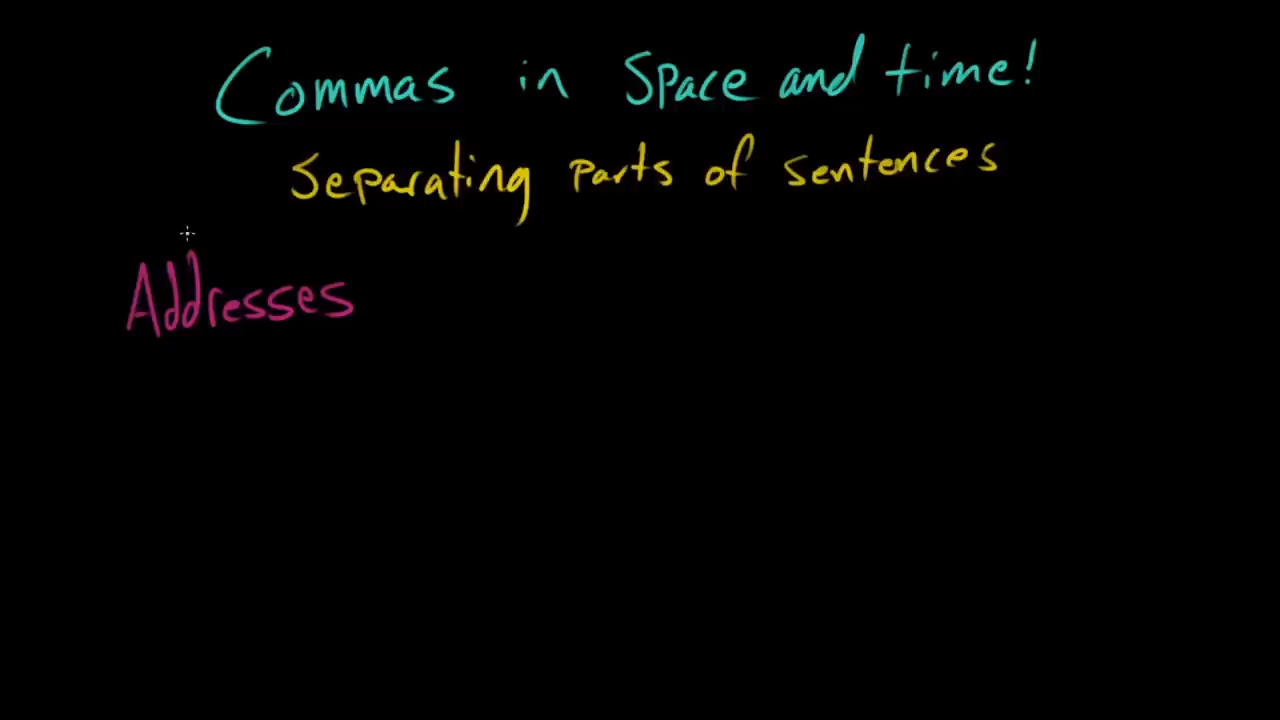 Commas in Space and time!
Separating parts of sentences
Addresses